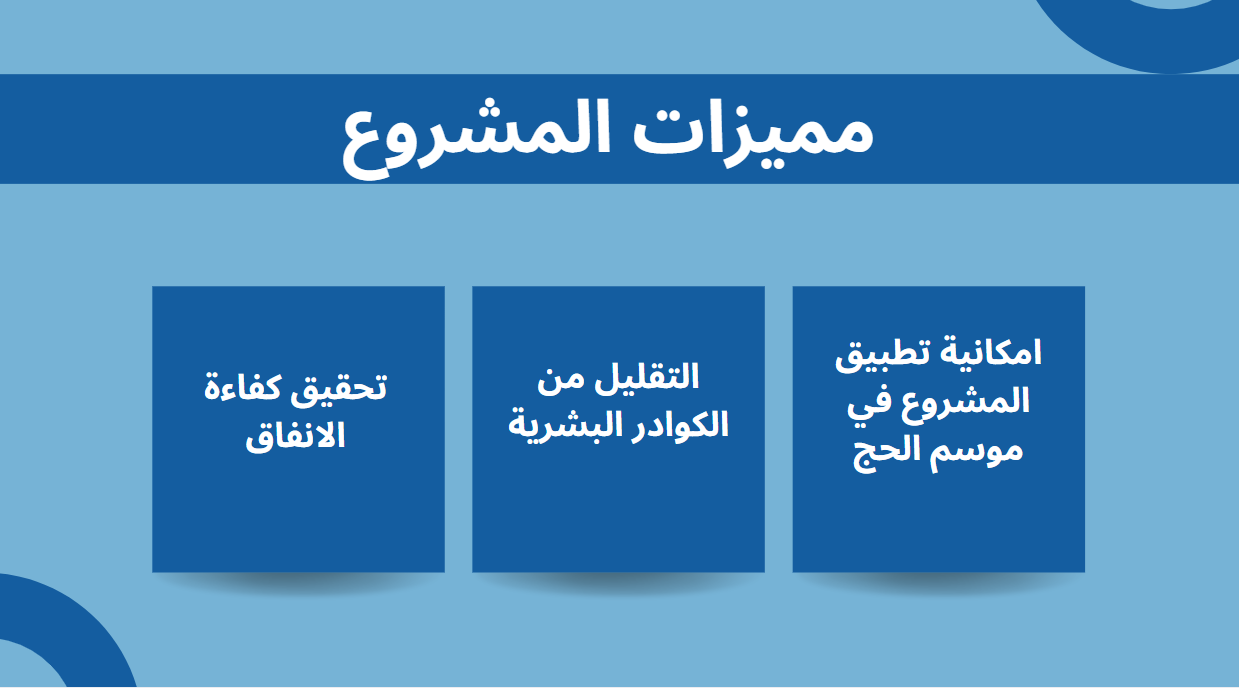 مميزات المشروع
امكانية تطبيق
المشروع في
موسم الحج
التقليل من
الكوادر البشرية
تحقيق كفاءة
الانفاق